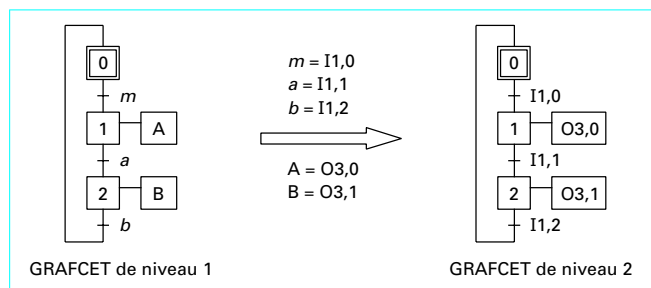 0
m
1 A
a
2 B
b
GRAFCET de niveau 1
m = I1,0
a = I1,1
b = I1,2
A = O3,0
B = O3,1
0
I1,0
1 O3,0
I1,1
2 O3,1
I1,2
GRAFCET de niveau 2